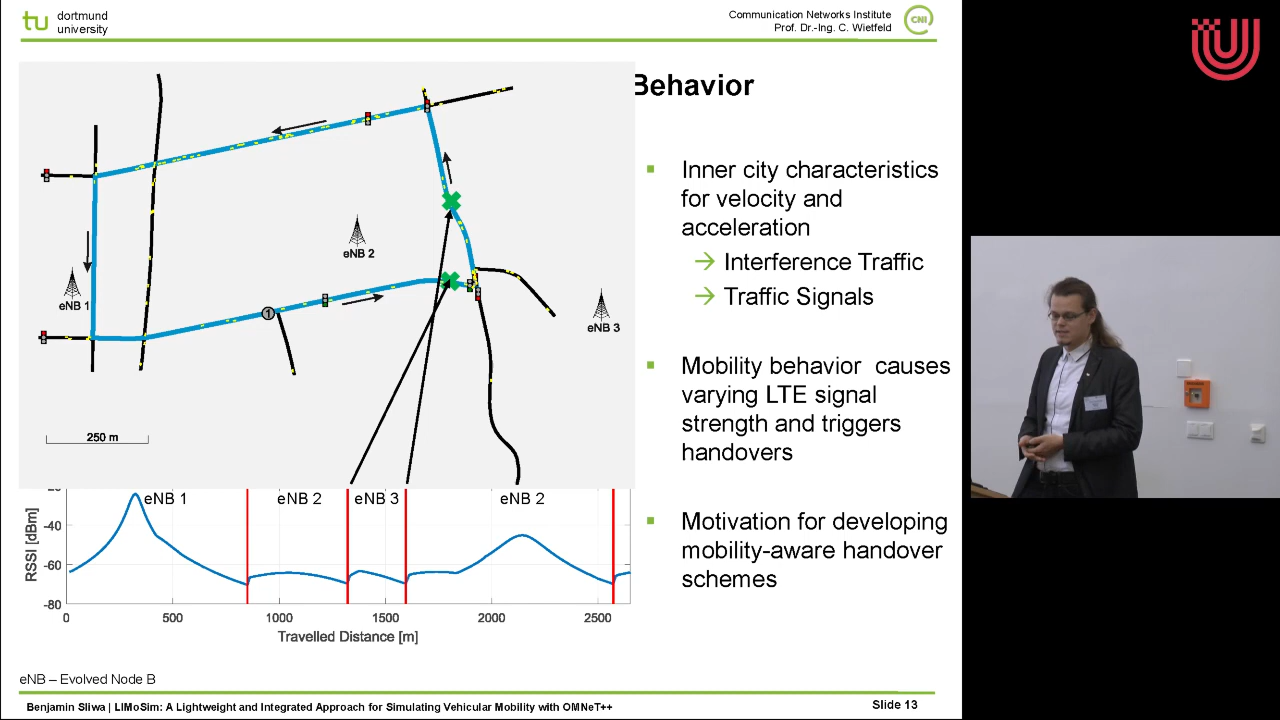 tu dortmund
university
Communication Networks Institute
Prof. Dr.-Ing. C. Wietfeld
CNI
Behavior
Inner city characteristics
for velocity and
acceleration
→ Interference Traffic
→ Traffic Signals
Mobility behavior causes
varying LTE signal
strength and triggers
handovers
Motivation for developing
mobility-aware handover
schemes
eNB 2
eNB 1
eNB 3
1
250 m
eNB 1
eNB 2
eNB 3
eNB 2
RSSI [dBm]
-40
-60
-80
0
500
1000
1500
2000
2500
Travelled Distance [m]
eNB – Evolved Node B
Benjamin Sliwa | LIMoSim: A Lightweight and Integrated Approach for Simulating Vehicular Mobility with OMNeT++
Slide 13